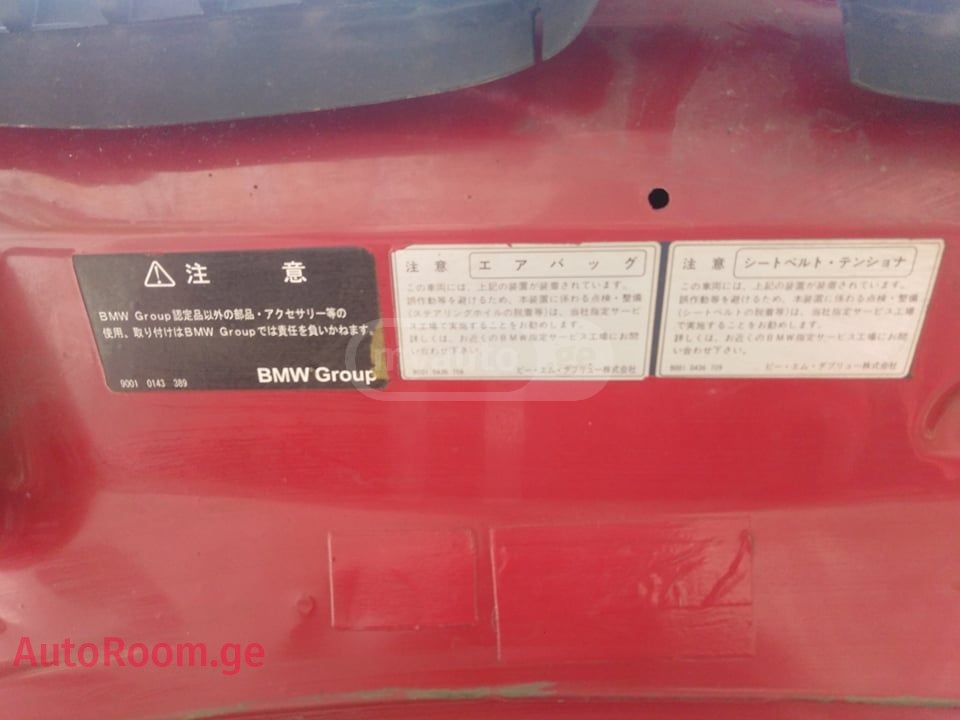 ⚠ 注意
BMW Group認定品以外の部品・アクセサリー等の
使用、取り付けはBMW Groupでは責任を負いかねます。
9001 0143 389
BMW Group
注意 エアバッグ
この車両には、上記の装置が装着されています。
誤作動等を避けるため、本装置に係わる点検・整備
(ステアリングホイルの脱着等)は、当社指定サービ
ス工場で実施することをお勧めします。
詳しくは、お近くのBMW指定サービス工場にお問
い合わせ下さい。
ビー・エム・ダブリュー株式会社
注意 シートベルト・テンショナ
この車両には、上記の装置が装着されています。
誤作動等を避けるため、本装置に係わる点検・整備
(シートベルトの脱着等)は、当社指定サービス工場
で実施することをお勧めします。
詳しくは、お近くのBMW指定サービス工場にお問
い合わせ下さい。
ビー・エム・ダブリュー株式会社
myauto.ge
AutoRoom.ge